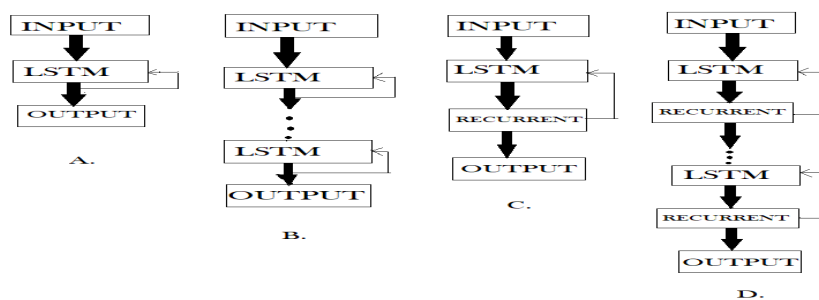 INPUT
LSTM
OUTPUT
A.
INPUT
LSTM
LSTM
OUTPUT
B.
INPUT
LSTM
RECURRENT
OUTPUT
C.
INPUT
LSTM
RECURRENT
LSTM
RECURRENT
OUTPUT
D.